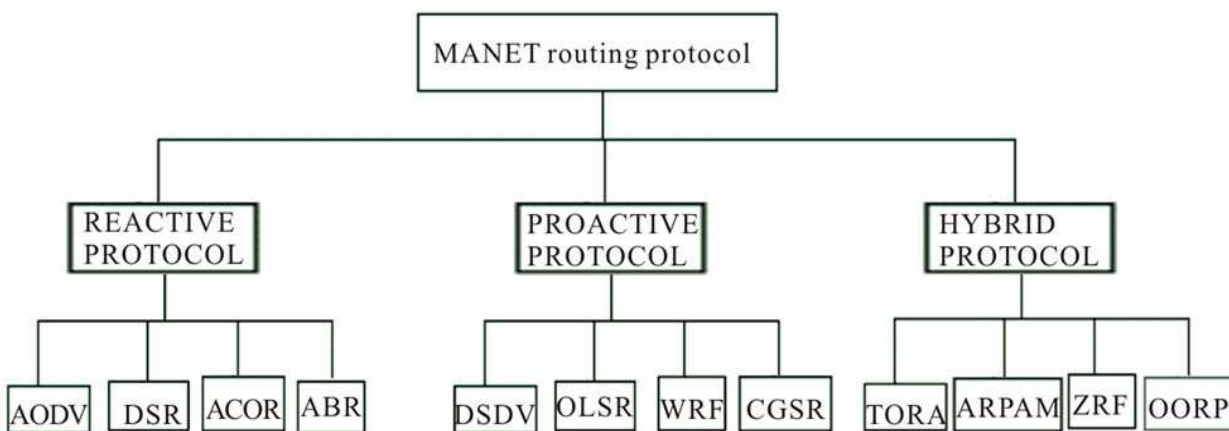 MANET routing protocol
REACTIVE
PROTOCOL
PROACTIVE
PROTOCOL
HYBRID
PROTOCOL
AODV
DSR
ACOR
ABR
DSDV
OLSR
WRF
CGSR
TORA
ARPAM
ZRF
OORP